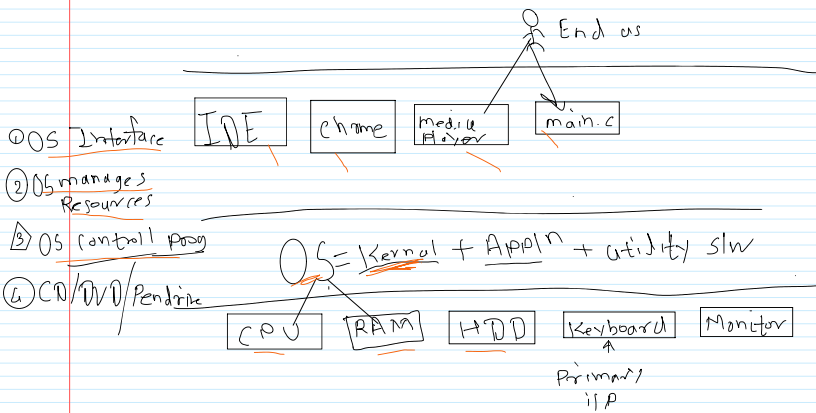 End us
IDE
Chrome
media
Player
main.c
① OS Interface
② OS manages
Resources
③ OS Controll prog
④ CD/DVD/Pendrive
OS = Kernal + Appln + utility s/w
CPU
RAM
HDD
Keyboard
Monitor
Primary
i/p